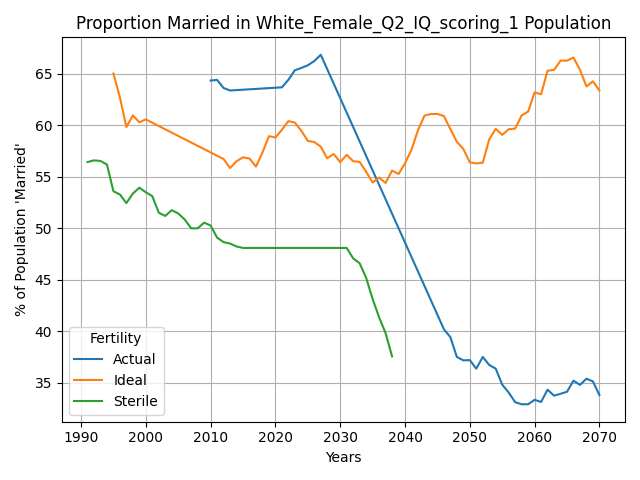 Proportion Married in White_Female_Q2_IQ_scoring_1 Population
% of Population 'Married'
65
60
55
50
45
40
35
Fertility
Actual
Ideal
Sterile
1990 2000 2010 2020 2030 2040 2050 2060 2070
Years